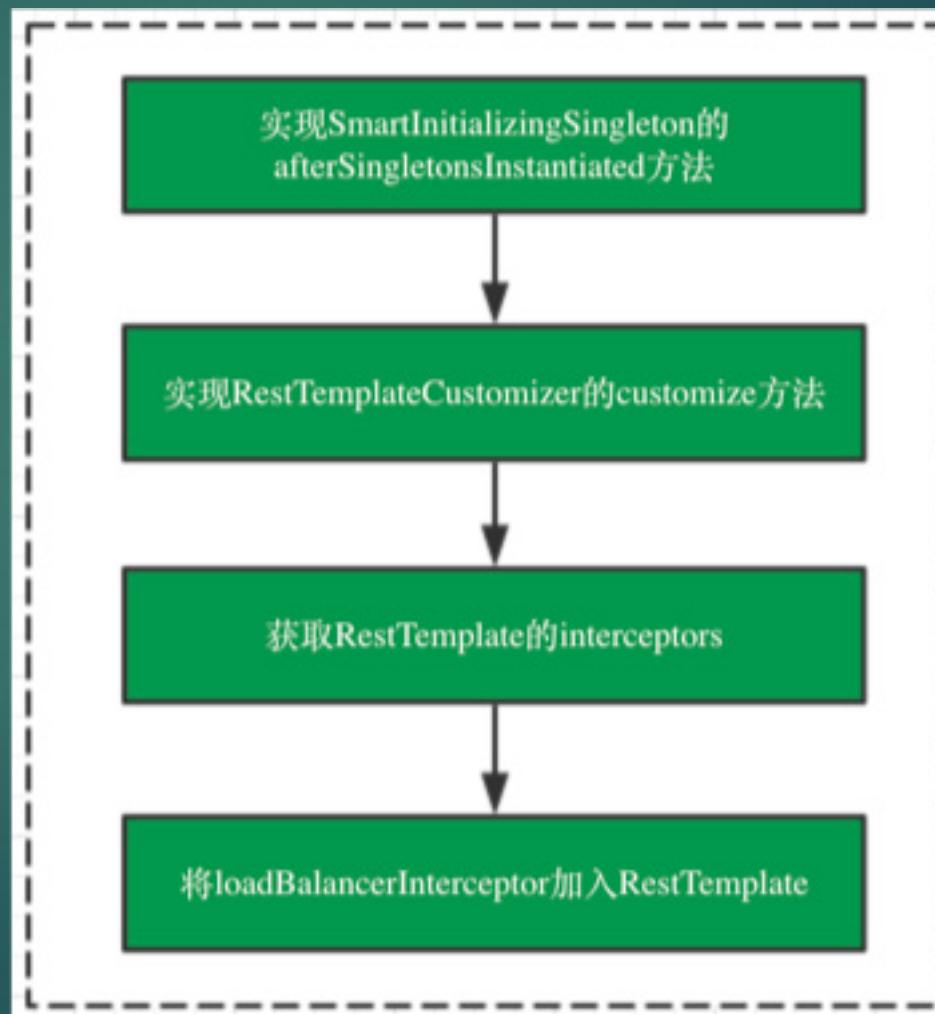 实现SmartInitializingSingleton的
afterSingletonsInstantiated方法
实现RestTemplateCustomizer的customize方法
获取RestTemplate的interceptors
将loadBalancerInterceptor加入RestTemplate